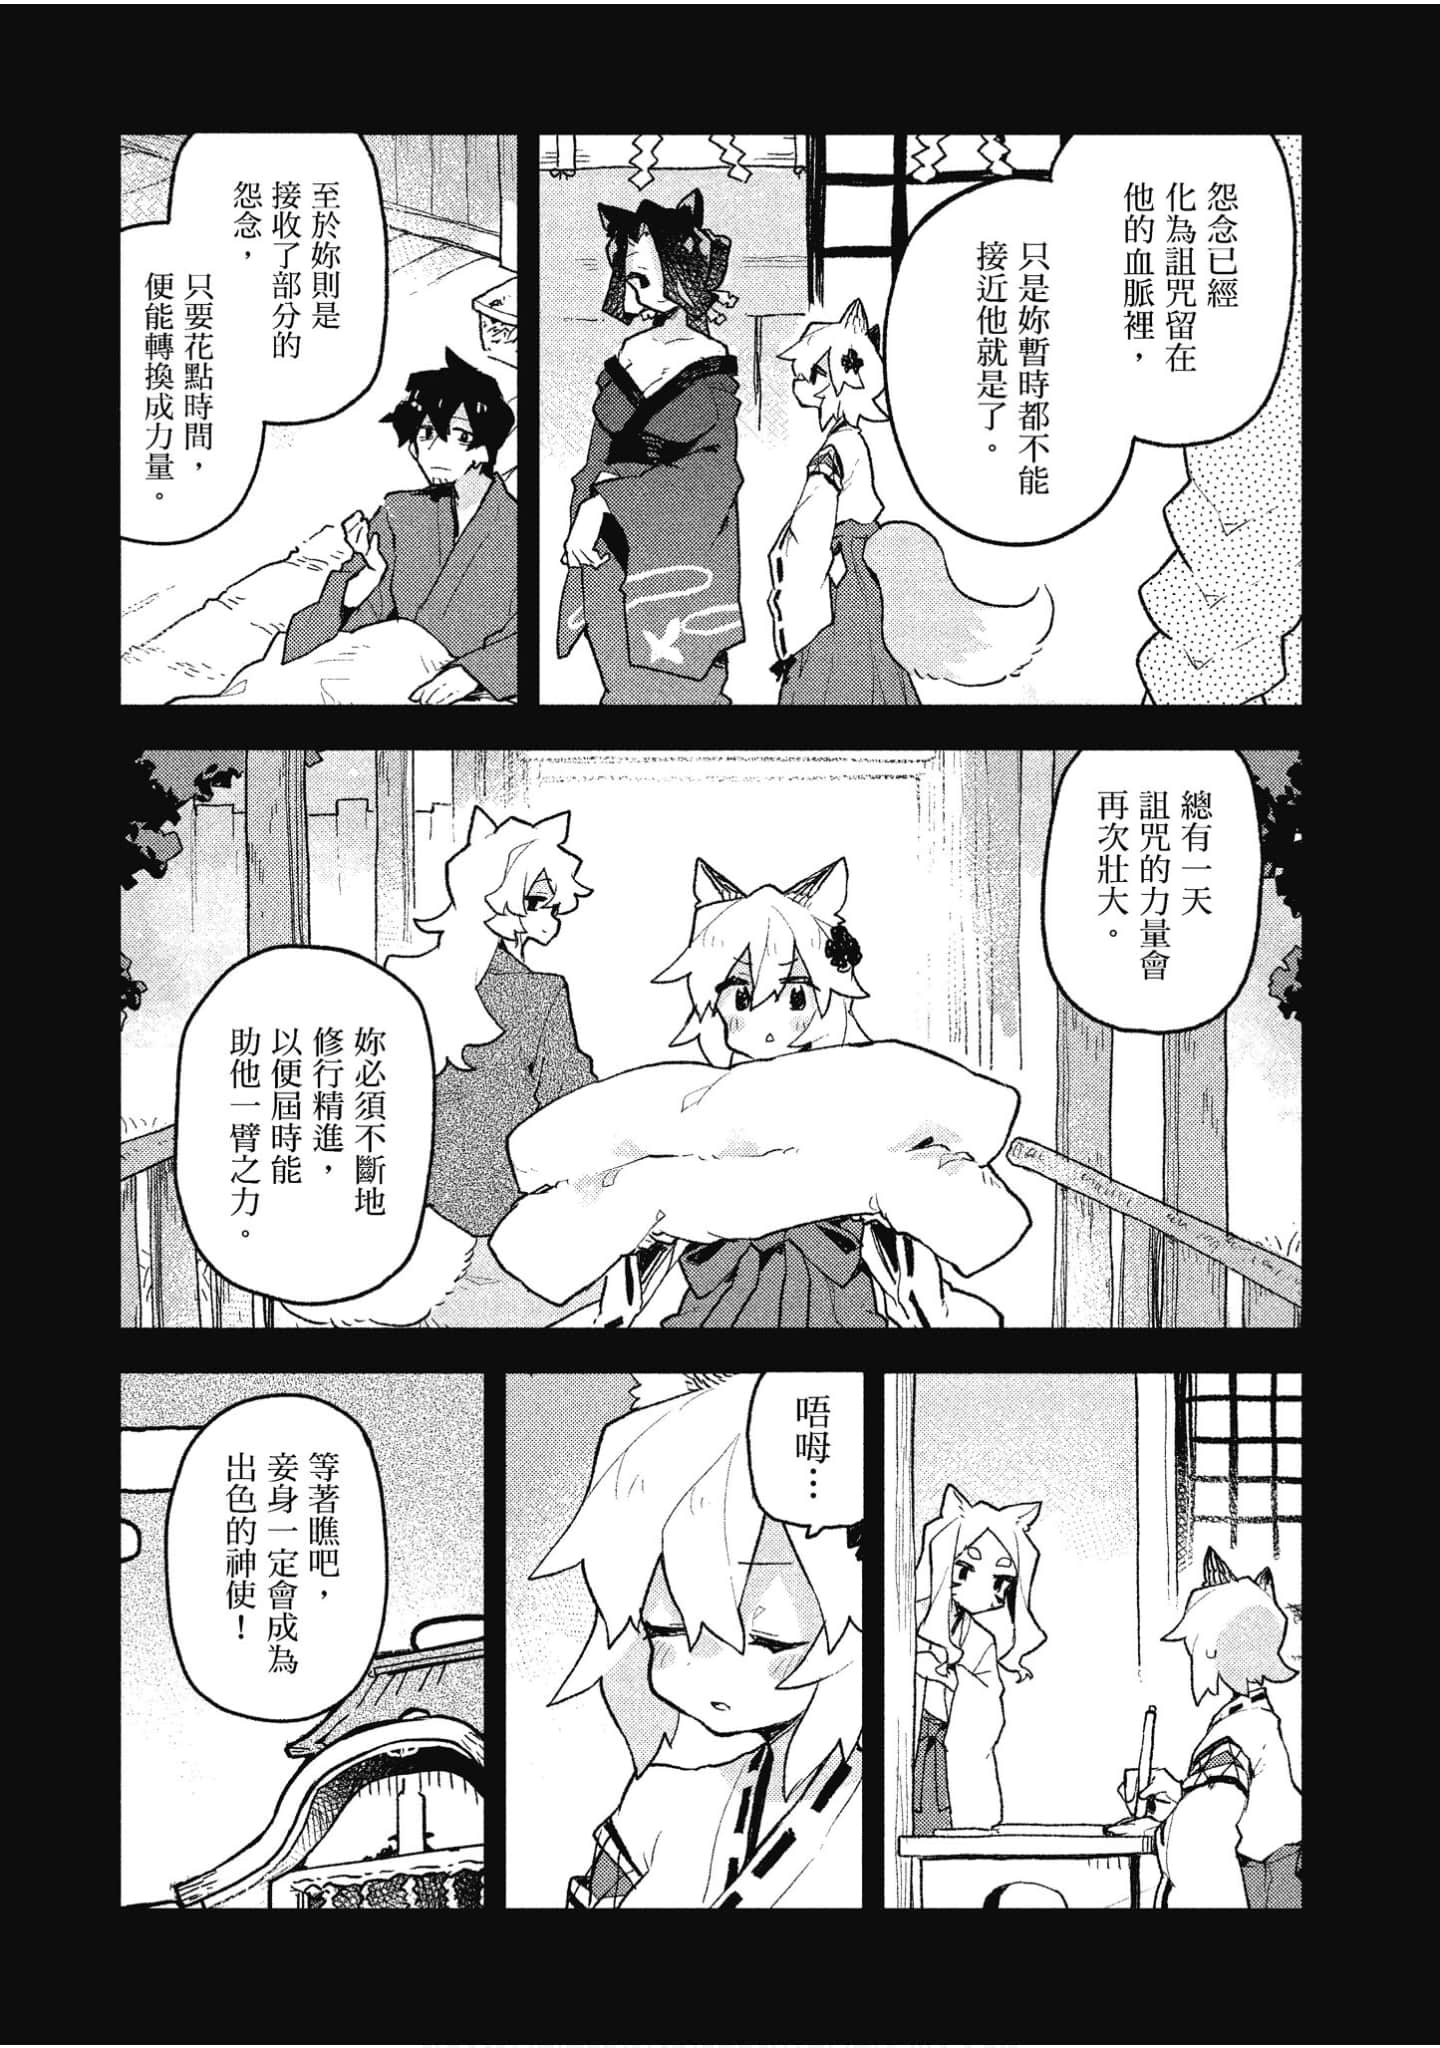 怨念已經
化為詛咒留在
他的血脈裡，
只是妳暫時都不能
接近他就是了。
至於妳則是
接收了部分的
怨念，
只要花點時間，
便能轉換成力量。
總有一天
詛咒的力量會
再次壯大。
妳必須不斷地
修行精進，
以便屆時能
助他一臂之力。
唔呣…
等著瞧吧，
妾身一定會成為
出色的神使！